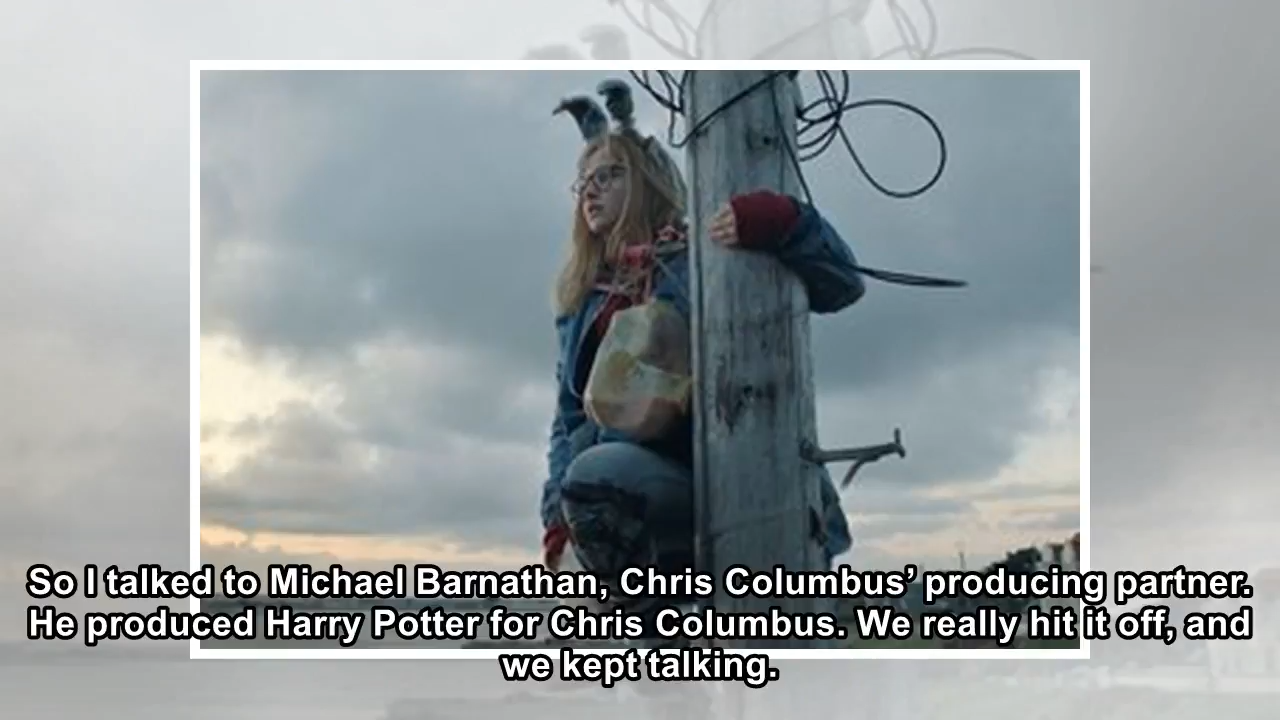 So I talked to Michael Barnathan, Chris Columbus’ producing partner.
He produced Harry Potter for Chris Columbus. We really hit it off, and
we kept talking.